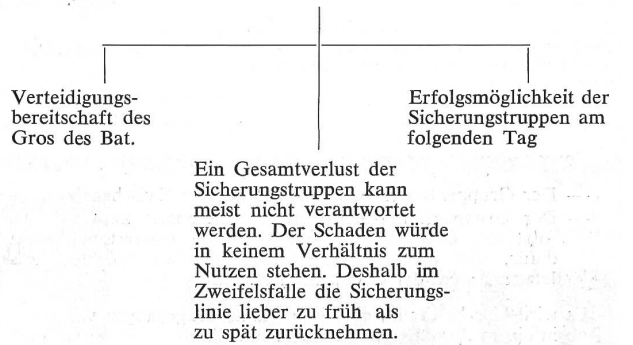 Verteidigungs-
bereitschaft des
Gros des Bat.
Erfolgsmöglichkeit der
Sicherungstruppen am
folgenden Tag
Ein Gesamtverlust der
Sicherungstruppen kann
meist nicht verantwortet
werden. Der Schaden würde
in keinem Verhältnis zum
Nutzen stehen. Deshalb im
Zweifelsfalle die Sicherungs-
linie lieber zu früh als
zu spät zurücknehmen.